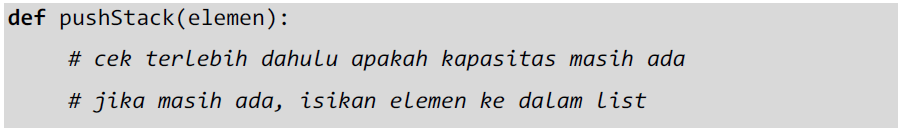 def pushStack(elemen):
# cek terlebih dahulu apakah kapasitas masih ada
# jika masih ada, isikan elemen ke dalam list